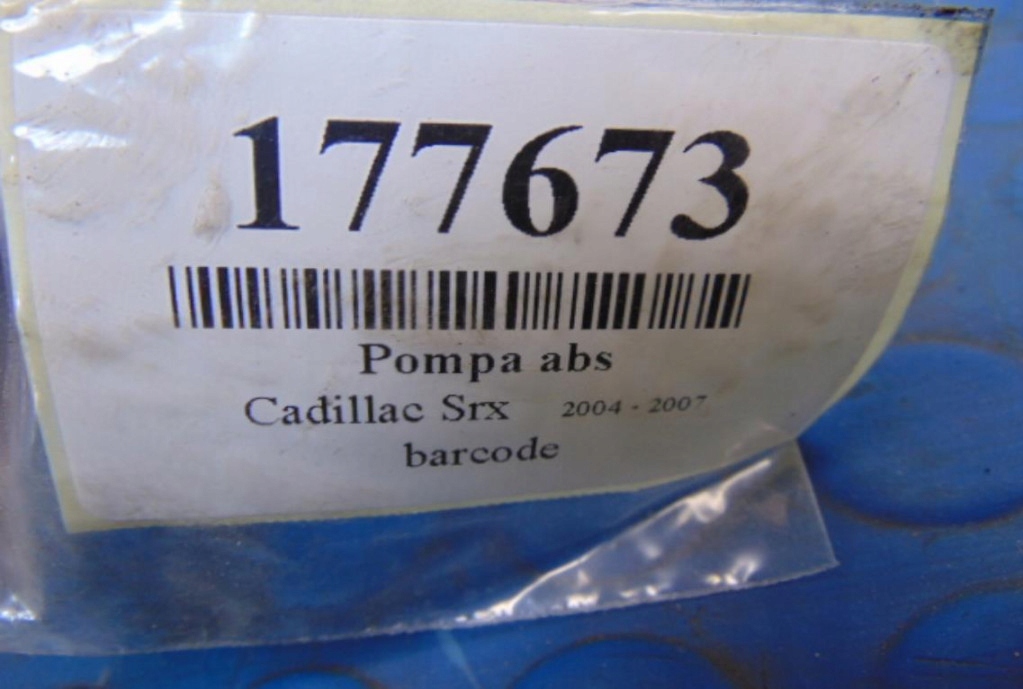 177673
Pompa abs
Cadillac Srx 2004 - 2007
barcode